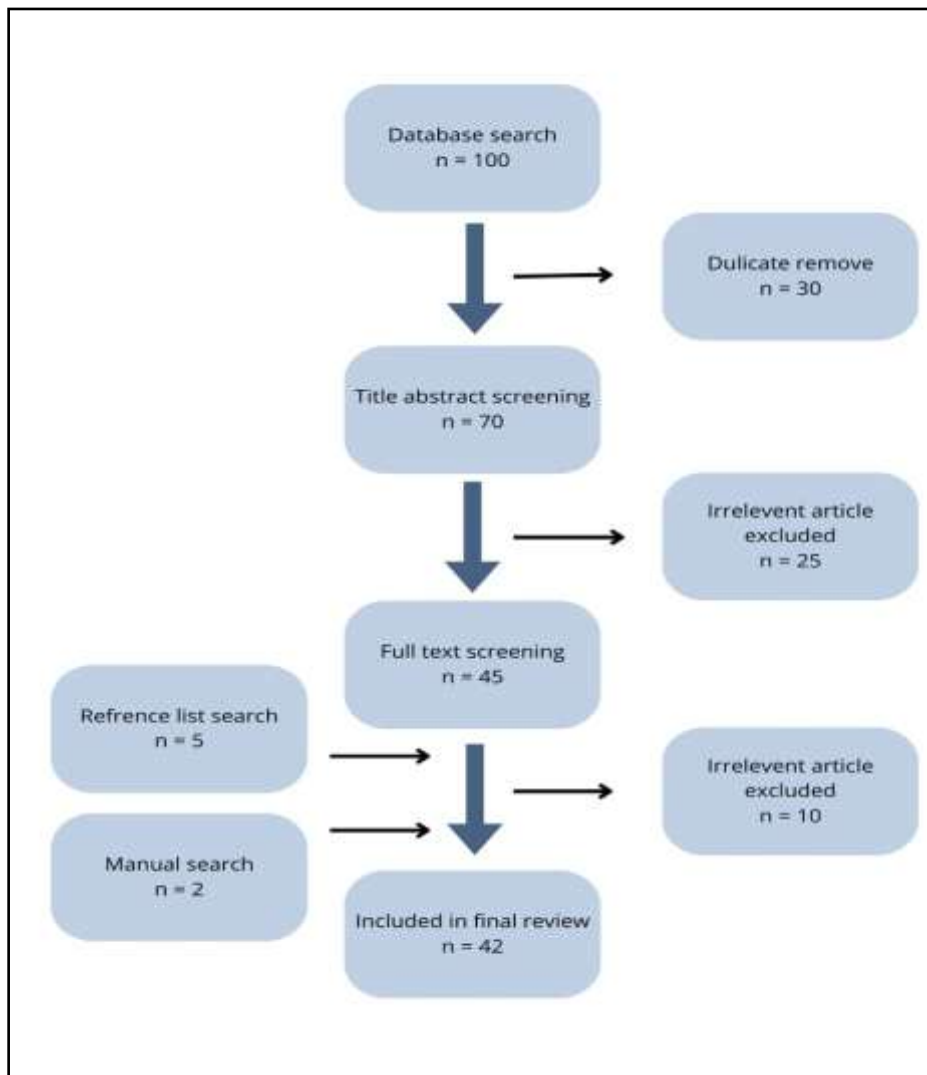 Database search
n = 100
Dulicate remove
n = 30
Title abstract screening
n = 70
Irrelevent article
excluded
n = 25
Full text screening
n = 45
Refrence list search
n = 5
Irrelevent article
excluded
n = 10
Manual search
n = 2
Included in final review
n = 42